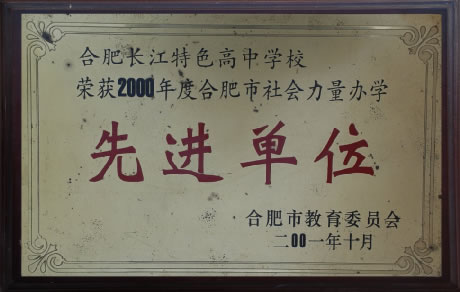 合肥长江特色高中学校
荣获2000年度合肥市社会力量办学
先进单位
合肥市教育委员会
二00一年十月